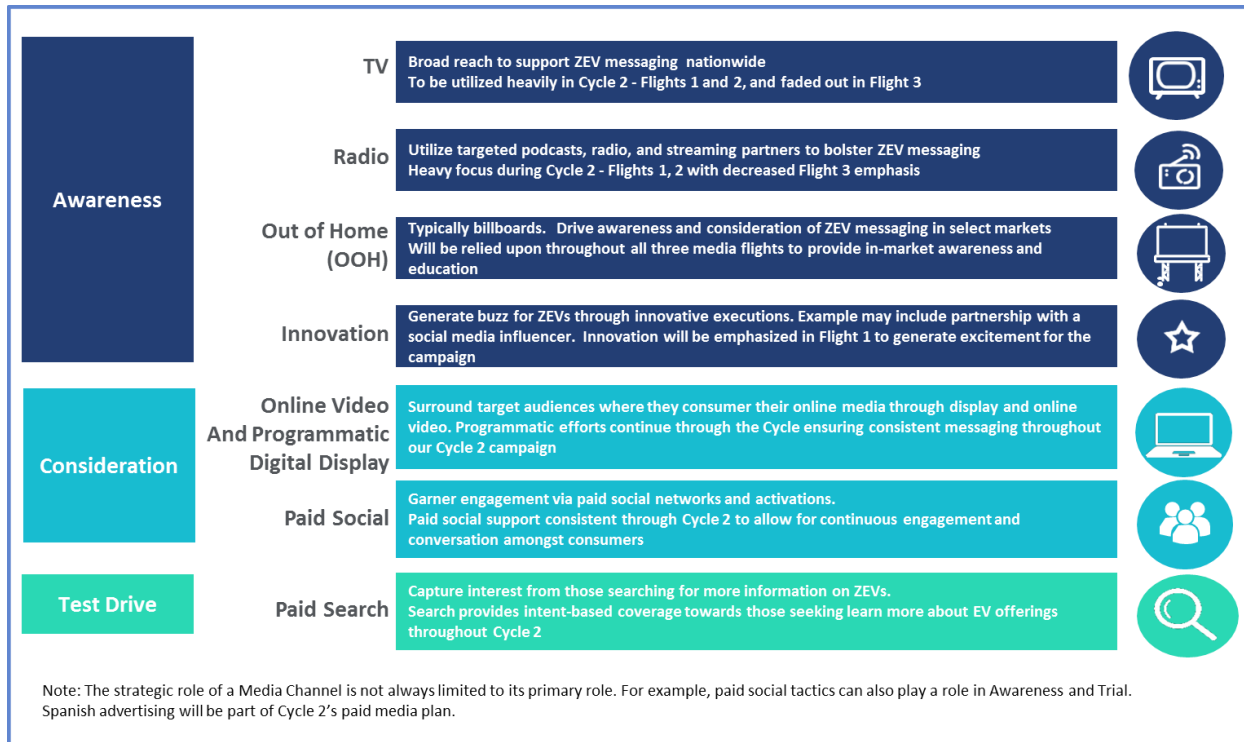 Awareness
TV
Broad reach to support ZEV messaging nationwide
To be utilized heavily in Cycle 2 - Flights 1 and 2, and faded out in Flight 3
Radio
Utilize targeted podcasts, radio, and streaming partners to bolster ZEV messaging
Heavy focus during Cycle 2 - Flights 1, 2 with decreased Flight 3 emphasis
Out of Home
(OOH)
Typically billboards. Drive awareness and consideration of ZEV messaging in select markets
Will be relied upon throughout all three media flights to provide in-market awareness and
education
Innovation
Generate buzz for ZEVs through innovative executions. Example may include partnership with a
social media influencer. Innovation will be emphasized in Flight 1 to generate excitement for the
campaign
Consideration
Online Video
And Programmatic
Digital Display
Surround target audiences where they consumer their online media through display and online
video. Programmatic efforts continue through the Cycle ensuring consistent messaging throughout
our Cycle 2 campaign
Paid Social
Garner engagement via paid social networks and activations.
Paid social support consistent through Cycle 2 to allow for continuous engagement and
conversation amongst consumers
Test Drive
Paid Search
Capture interest from those searching for more information on ZEVs.
Search provides intent-based coverage towards those seeking learn more about EV offerings
throughout Cycle 2
Note: The strategic role of a Media Channel is not always limited to its primary role. For example, paid social tactics can also play a role in Awareness and Trial.
Spanish advertising will be part of Cycle 2's paid media plan.